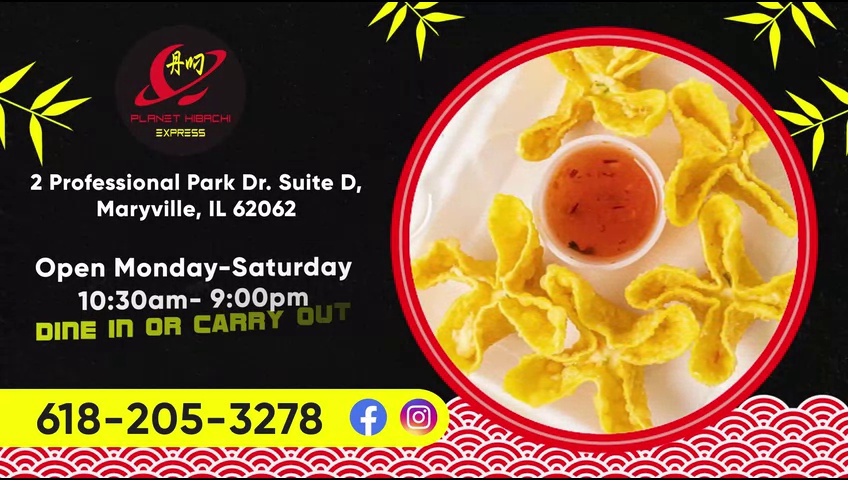 丹叼
PLANET HIBACHI
EXPRESS
2 Professional Park Dr. Suite D,
Maryville, IL 62062
Open Monday-Saturday
10:30am- 9:00pm
DINE IN OR CARRY OUT
618-205-3278